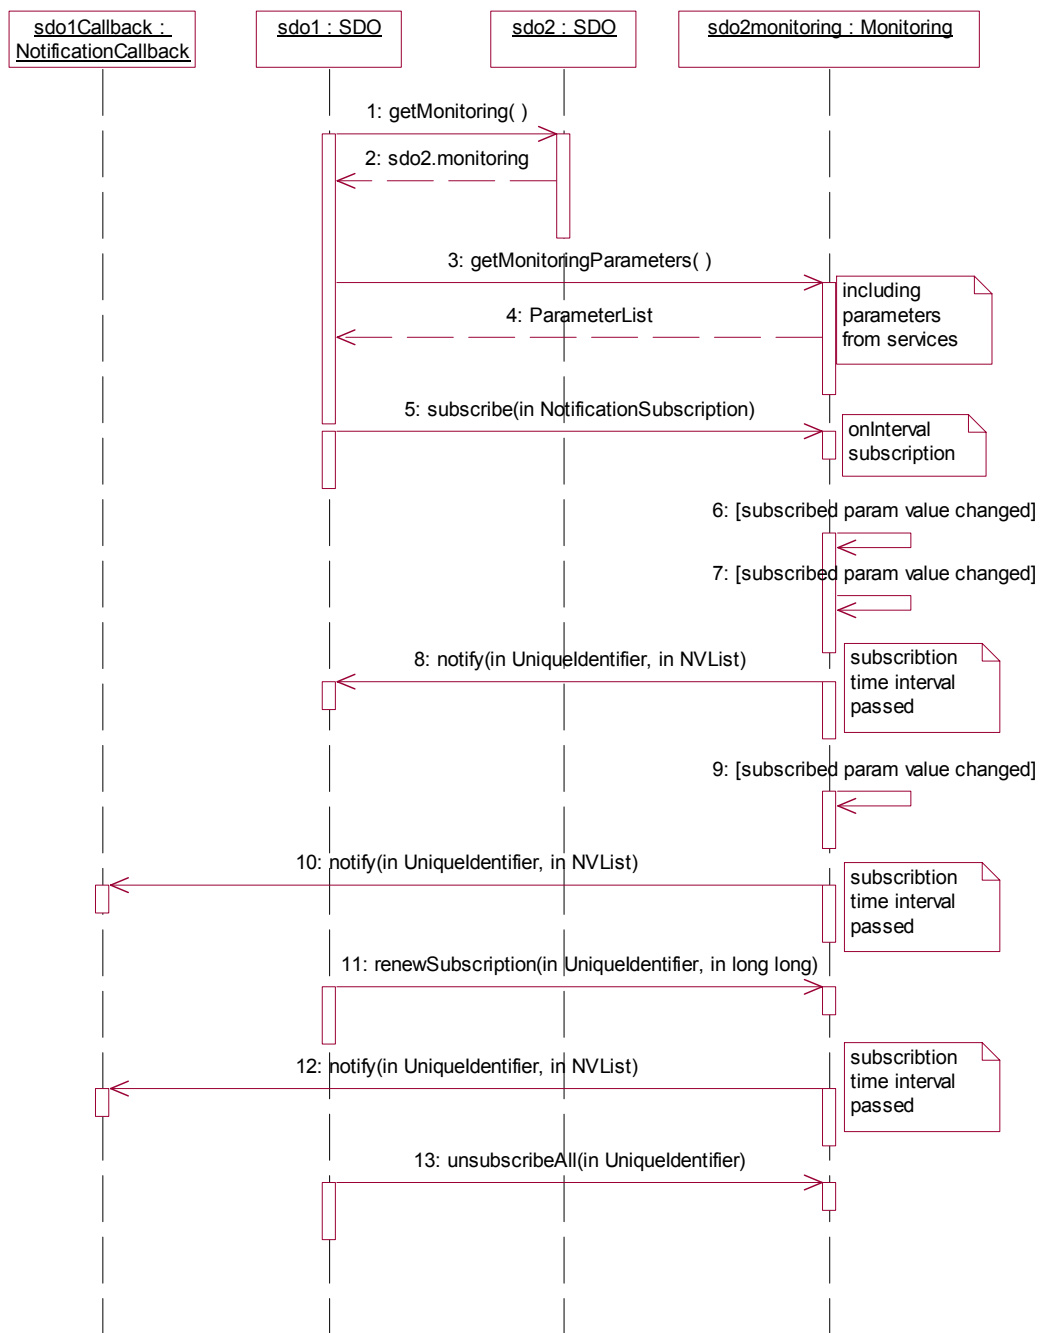 sdo1Callback :
NotificationCallback
sdo1 : SDO
sdo2 : SDO
sdo2monitoring : Monitoring
1: getMonitoring( )
2: sdo2.monitoring
3: getMonitoringParameters( )
including
parameters
from services
4: ParameterList
5: subscribe(in NotificationSubscription)
onInterval
subscription
6: [subscribed param value changed]
7: [subscribed param value changed]
8: notify(in UniqueIdentifier, in NVList)
subscribtion
time interval
passed
9: [subscribed param value changed]
10: notify(in UniqueIdentifier, in NVList)
subscribtion
time interval
passed
11: renewSubscription(in UniqueIdentifier, in long long)
12: notify(in UniqueIdentifier, in NVList)
subscribtion
time interval
passed
13: unsubscribeAll(in UniqueIdentifier)